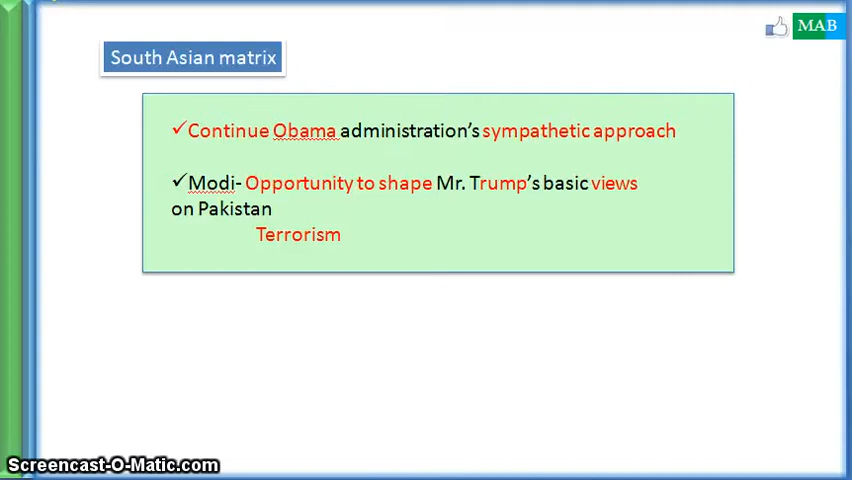 MAB
South Asian matrix
✓Continue Obama administration's sympathetic approach
✓Modi- Opportunity to shape Mr. Trump's basic views
on Pakistan
Terrorism
Screencast-O-Matic.com